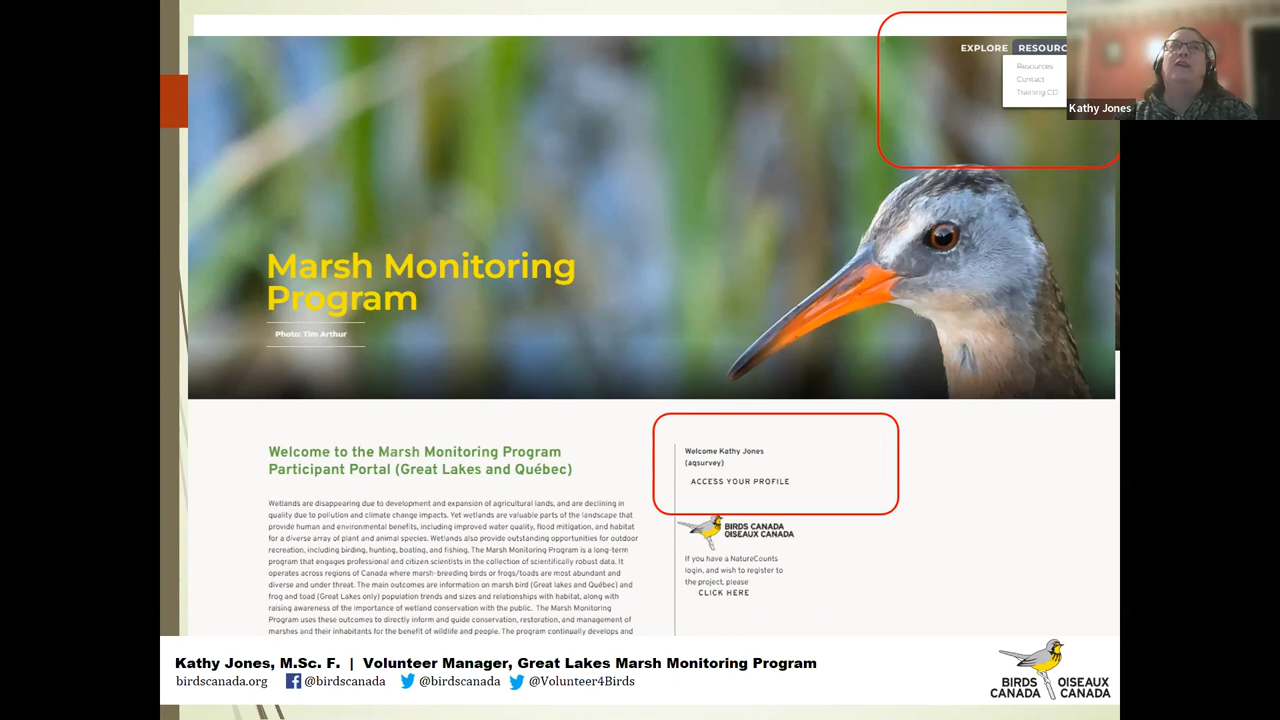 EXPLORE RESOURC
Resources
Contact
Training CD
Kathy Jones
Marsh Monitoring
Program
Photo: Tim Arthur
Welcome to the Marsh Monitoring Program
Participant Portal (Great Lakes and Québec)
Wetlands are disappearing due to development and expansion of agricultural lands, and are declining in
quality due to pollution and climate change impacts. Yet wetlands are valuable parts of the landscape that
provide human and environmental benefits, including improved water quality, flood mitigation, and habitat
for a diverse array of plant and animal species. Wetlands also provide outstanding opportunities for outdoor
recreation, including birding, hunting, boating, and fishing. The Marsh Monitoring Program is a long-term
program that engages professional and citizen scientists in the collection of scientifically robust data. It
operates across regions of Canada where marsh-breeding birds or frogs/toads are most abundant and
diverse and under threat. The main outcomes are information on marsh bird (Great lakes and Québec) and
frog and toad (Great Lakes only) population trends and sizes and relationships with habitat, along with
raising awareness of the importance of wetland conservation with the public. The Marsh Monitoring
Program uses these outcomes to directly inform and guide conservation, restoration, and management of
marshes and their inhabitants for the benefit of wildlife and people. The program continually develops and
Welcome Kathy Jones
(aqsurvey)
ACCESS YOUR PROFILE
BIRDS CANADA
OISEAUX CANADA
If you have a NatureCounts
login, and wish to register to
the project, please
CLICK HERE
Kathy Jones, M.Sc. F. | Volunteer Manager, Great Lakes Marsh Monitoring Program
birdscanada.org @birdscanada @birdscanada @Volunteer4Birds
BIRDS OISEAUX
CANADA CANADA